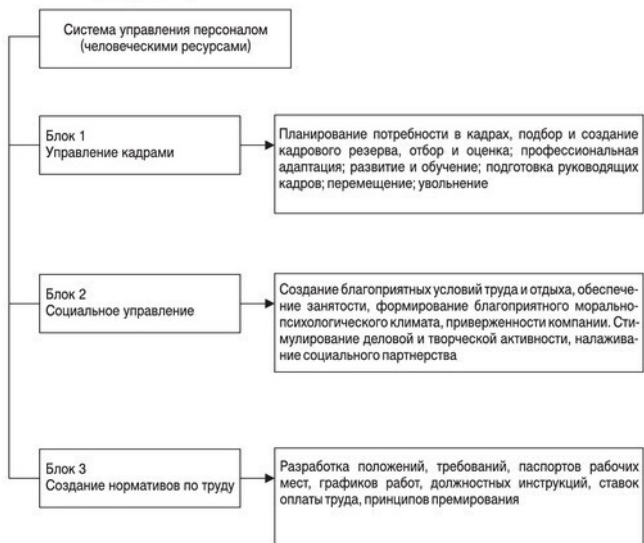 Система управления персоналом
(человеческими ресурсами)
Блок 1
Управление кадрами
Планирование потребности в кадрах, подбор и создание
кадрового резерва, отбор и оценка; профессиональная
адаптация; развитие и обучение; подготовка руководящих
кадров; перемещение; увольнение
Блок 2
Социальное управление
Создание благоприятных условий труда и отдыха, обеспече-
ние занятости, формирование благоприятного морально-
психологического климата, приверженности компании. Сти-
мулирование деловой и творческой активности, налажива-
ние социального партнерства
Блок 3
Создание нормативов по труду
Разработка положений, требований, паспортов рабочих
мест, графиков работ, должностных инструкций, ставок
оплаты труда, принципов премирования